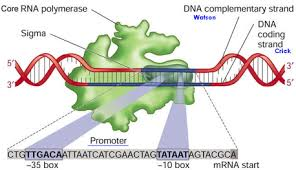 Core RNA polymerase
DNA complementary strand
Watson
Sigma
DNA
coding
strand
Crick
5'
3'
3'
5'
Promoter
CTGTTGACAATTAATCATCGAACTAGTATAATAGTACGCA
-35 box
-10 box
mRNA start